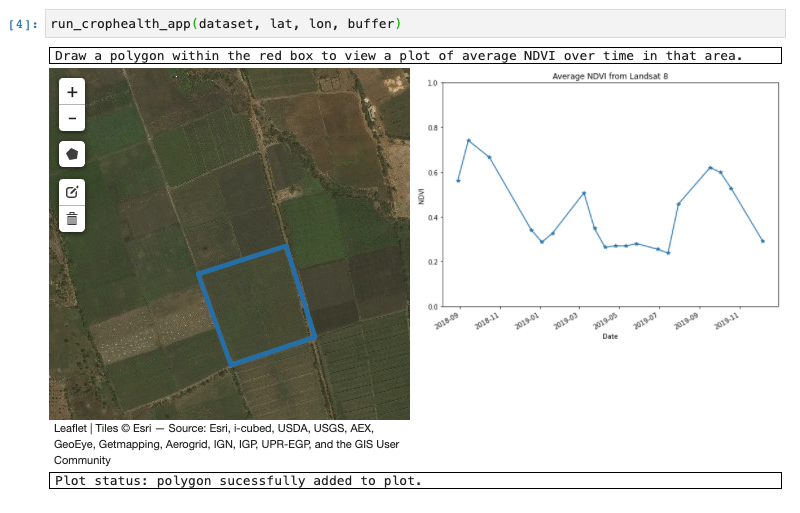 [4]: run_crophealth_app(dataset, lat, lon, buffer)
Draw a polygon within the red box to view a plot of average NDVI over time in that area.
+
−
Average NDVI from Landsat 8
1.0
0.8
0.6
0.4
0.2
0.0
NDVI
2018-09
2018-11
2019-01
2019-03
2019-05
2019-07
2019-09
2019-11
Date
Leaflet | Tiles © Esri — Source: Esri, i-cubed, USDA, USGS, AEX,
GeoEye, Getmapping, Aerogrid, IGN, IGP, UPR-EGP, and the GIS User
Community
Plot status: polygon sucessfully added to plot.